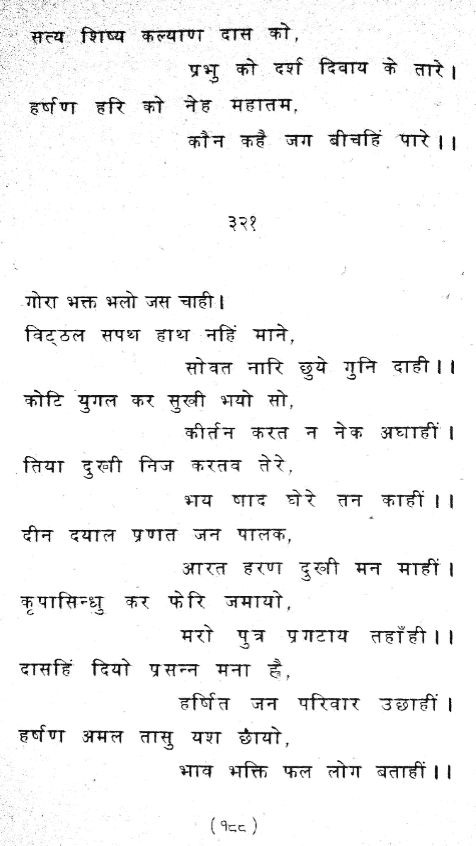 सत्य शिष्य कल्याण दास को,
प्रभु को दर्श दिवाय के तारे।
हर्षण हरि को नेह महातम,
कौन कहै जग बीचहिं पारे।।
३२१
गोरा भक्त भलो जस चाही।
विट्ठल सपथ हाथ नहिं माने,
सोवत नारि छुये गुनि दाही।।
कोटि युगल कर सुखी भयो सो,
कीर्तन करत न नेक अघाहीं।
तिया दुखी निज करतव तेरे,
भय षाद घेरे तन काहीं।।
दीन दयाल प्रणत जन पालक,
आरत हरण दुखी मन माहीं।
कृपासिन्धु कर फेरि जमायो,
मरो पुत्र प्रगटाय तहाँही।।
दासहिं दियो प्रसन्न मना ह्वै,
हर्षित जन परिवार उछाहीं।
हर्षण अमल तासु यश छायो,
भाव भक्ति फल लोग बताहीं।।
(१८८)